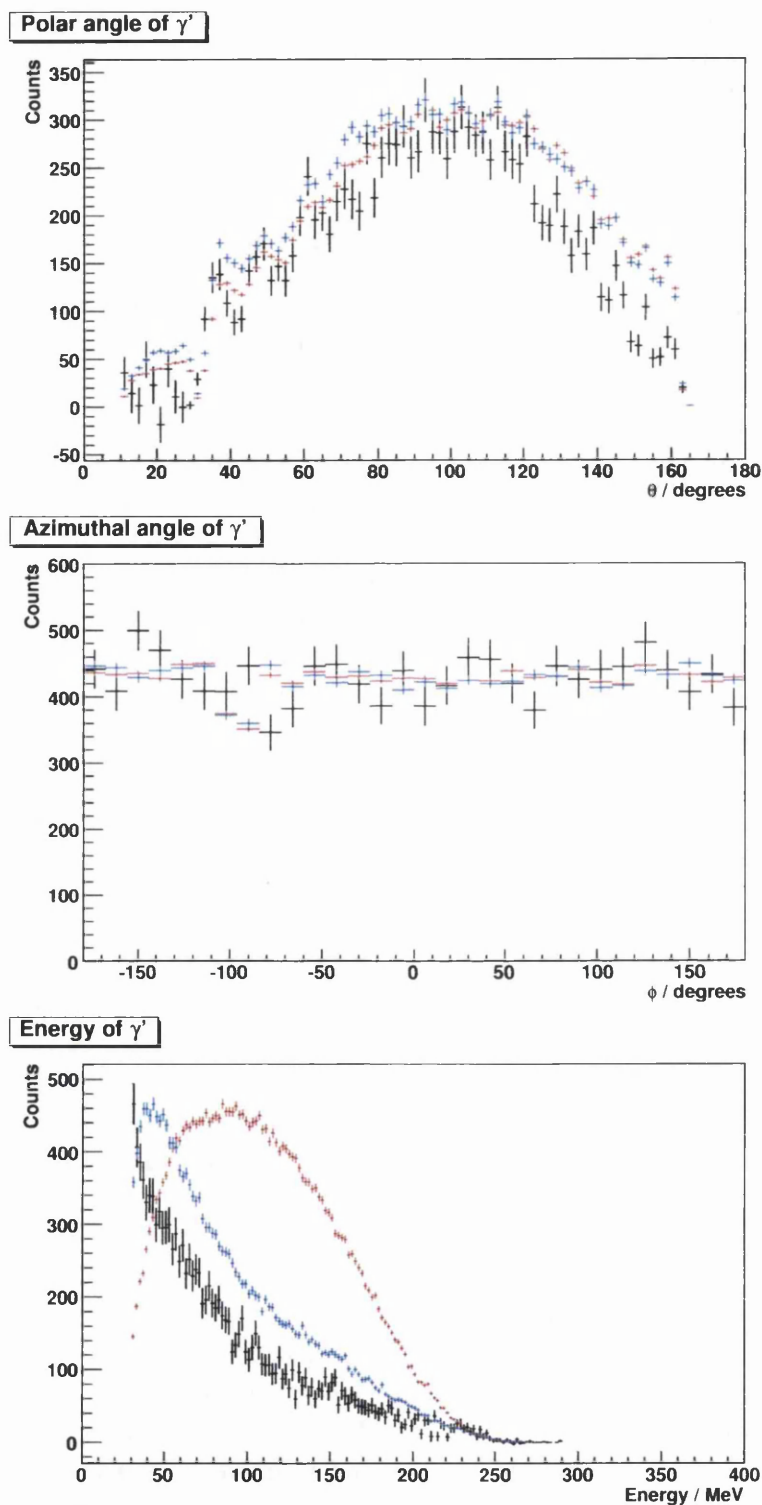 Polar angle of γ'
Counts
350
300
250
200
150
100
50
0
-50
0 20 40 60 80 100 120 140 160 180
θ / degrees
Azimuthal angle of γ'
Counts
600
500
400
300
200
100
0
-150 -100 -50 0 50 100 150
ϕ / degrees
Energy of γ'
Counts
500
400
300
200
100
0
0 50 100 150 200 250 300 350 400
Energy / MeV